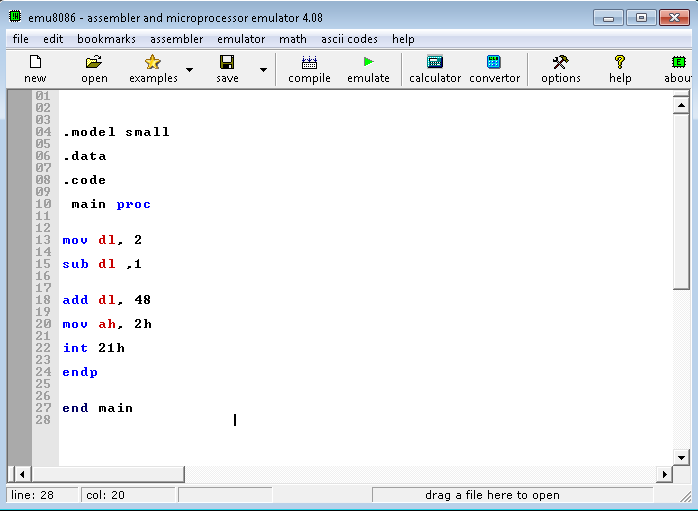 emu8086 - assembler and microprocessor emulator 4.08
file edit bookmarks assembler emulator math ascii codes help
new open examples save compile emulate calculator convertor options help abou
01
02
03
04 .model small
05
06 .data
07
08 .code
09
10 main proc
11
12
13 mov dl, 2
14
15 sub dl ,1
16
17
18 add dl, 48
19
20 mov ah, 2h
21
22 int 21h
23
24 endp
25
26
27 end main
28
line: 28 col: 20 drag a file here to open